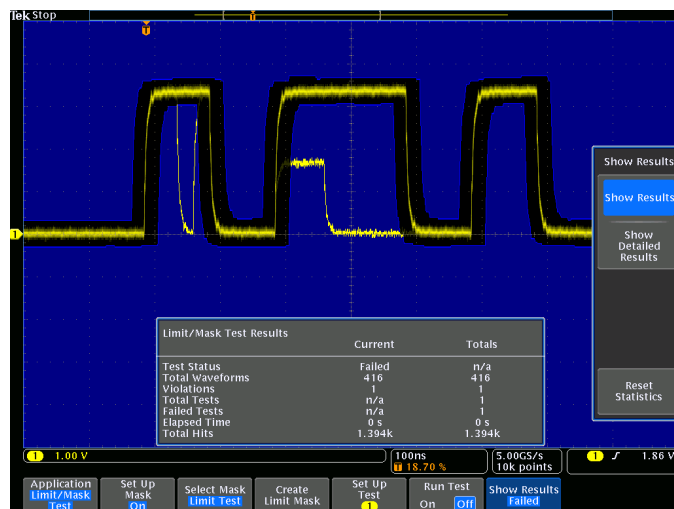 Tek Stop
T
T
Show Results
Show Results
Show
Detailed
Results
Reset
Statistics
1
Limit/Mask Test Results
Current Totals
Test Status Failed n/a
Total Waveforms 416 416
Violations 1 1
Total Tests n/a 1
Failed Tests n/a 1
Elapsed Time 0 s 0 s
Total Hits 1.394k 1.394k
1 1.00 V
100ns
T 18.70 %
5.00GS/s
10k points
1 1.86 V
Application
Limit/Mask
Test
Set Up
Mask
On
Select Mask
Limit Test
Create
Limit Mask
Set Up
Test
1
Run Test
On Off
Show Results
Failed